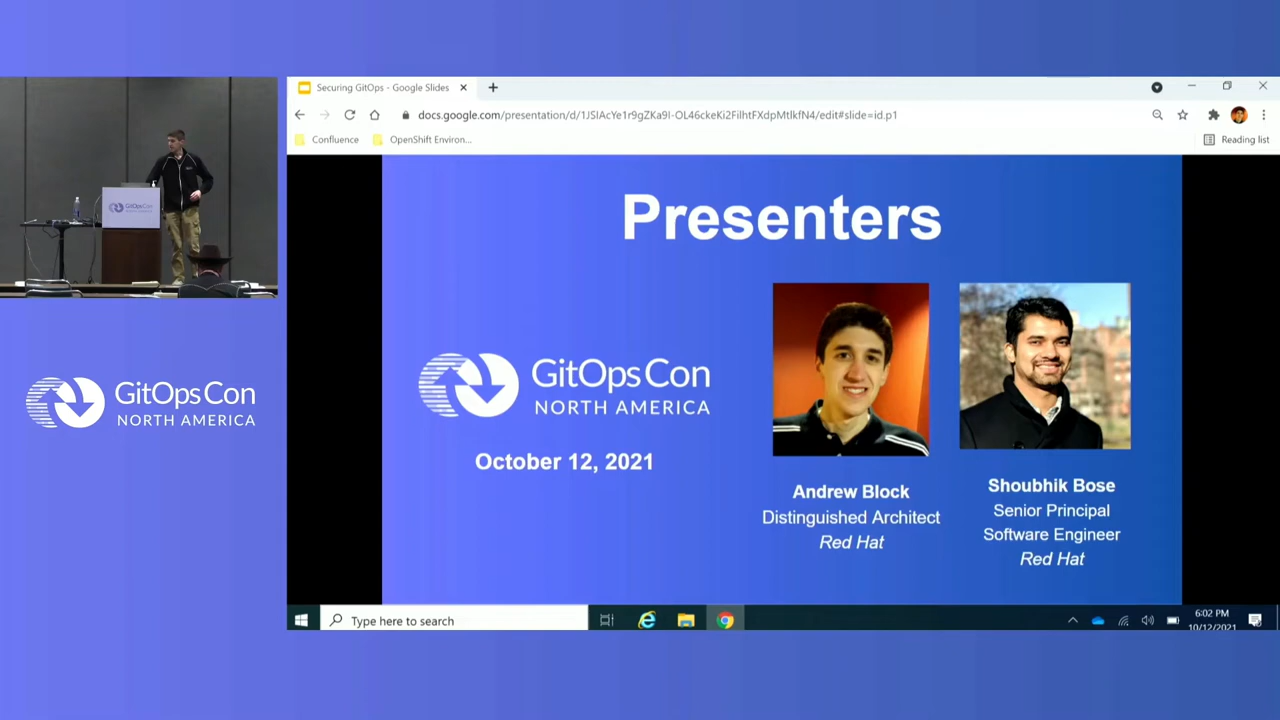 GitOpsCon
GitOpsCon
NORTH AMERICA
Securing GitOps - Google Slides
docs.google.com/presentation/d/1JSIAcYe1r9gZKa9I-OL46ckeKi2FilhtFXdpMtlkfN4/edit#slide=id.p1
Confluence
OpenShift Environ...
Reading list
Presenters
GitOpsCon
NORTH AMERICA
October 12, 2021
Andrew Block
Distinguished Architect
Red Hat
Shoubhik Bose
Senior Principal
Software Engineer
Red Hat
Type here to search
6:02 PM
10/12/2021